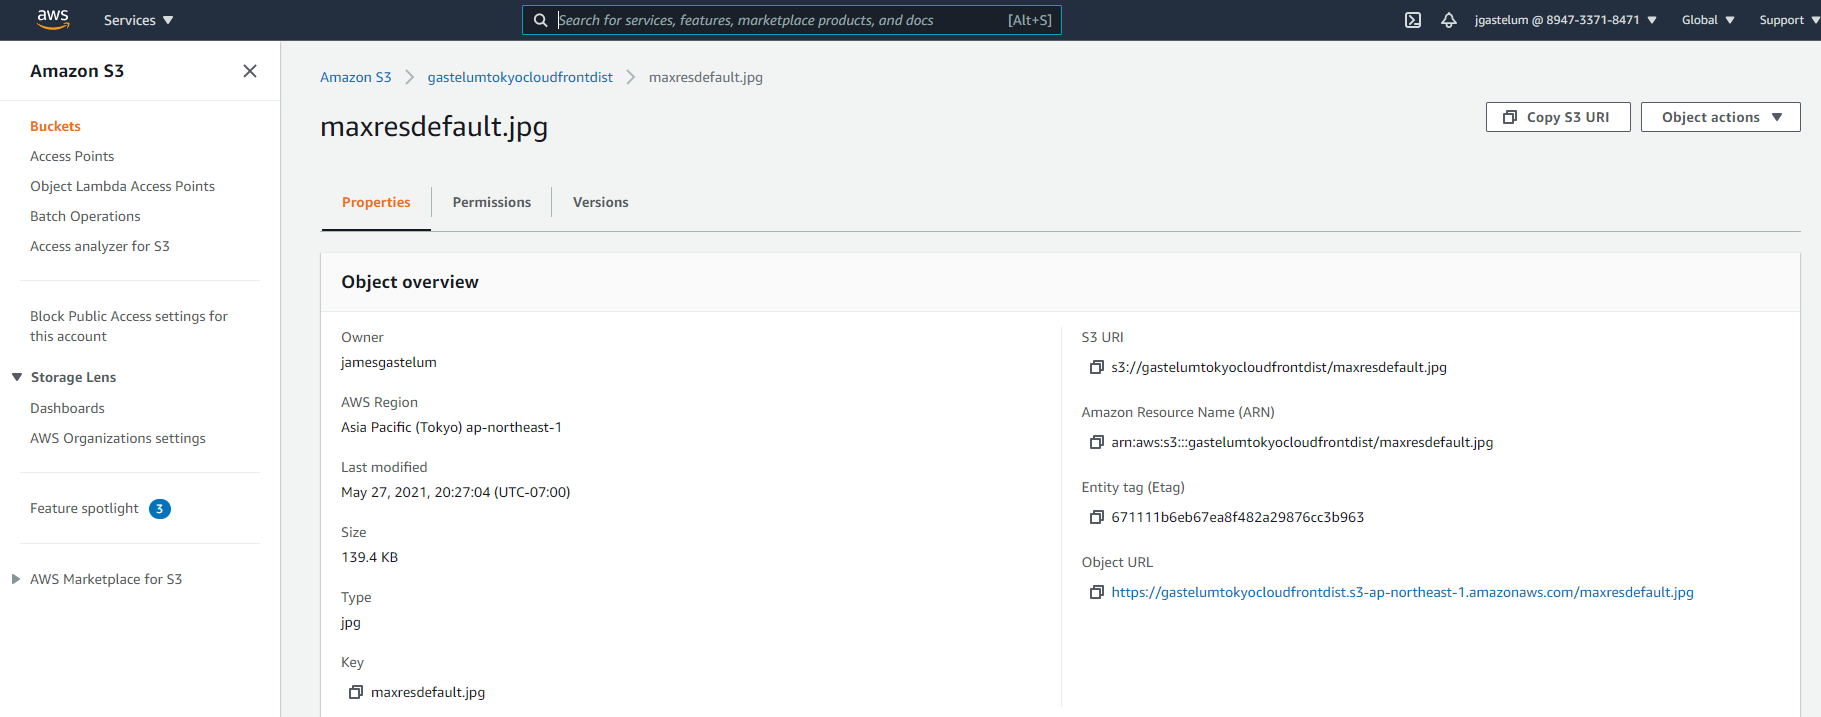 aws
Services
Search for services, features, marketplace products, and docs [Alt+S]
jgastelum @ 8947-3371-8471
Global
Support
Amazon S3
Buckets
Access Points
Object Lambda Access Points
Batch Operations
Access analyzer for S3
Block Public Access settings for
this account
Storage Lens
Dashboards
AWS Organizations settings
Feature spotlight 3
AWS Marketplace for S3
Amazon S3 > gastelumtokyocloudfrontdist > maxresdefault.jpg
maxresdefault.jpg
Copy S3 URI
Object actions
Properties
Permissions
Versions
Object overview
Owner
jamesgastelum
AWS Region
Asia Pacific (Tokyo) ap-northeast-1
Last modified
May 27, 2021, 20:27:04 (UTC-07:00)
Size
139.4 KB
Type
jpg
Key
maxresdefault.jpg
S3 URI
s3://gastelumtokyocloudfrontdist/maxresdefault.jpg
Amazon Resource Name (ARN)
arn:aws:s3:::gastelumtokyocloudfrontdist/maxresdefault.jpg
Entity tag (Etag)
671111b6eb67ea8f482a29876cc3b963
Object URL
https://gastelumtokyocloudfrontdist.s3-ap-northeast-1.amazonaws.com/maxresdefault.jpg